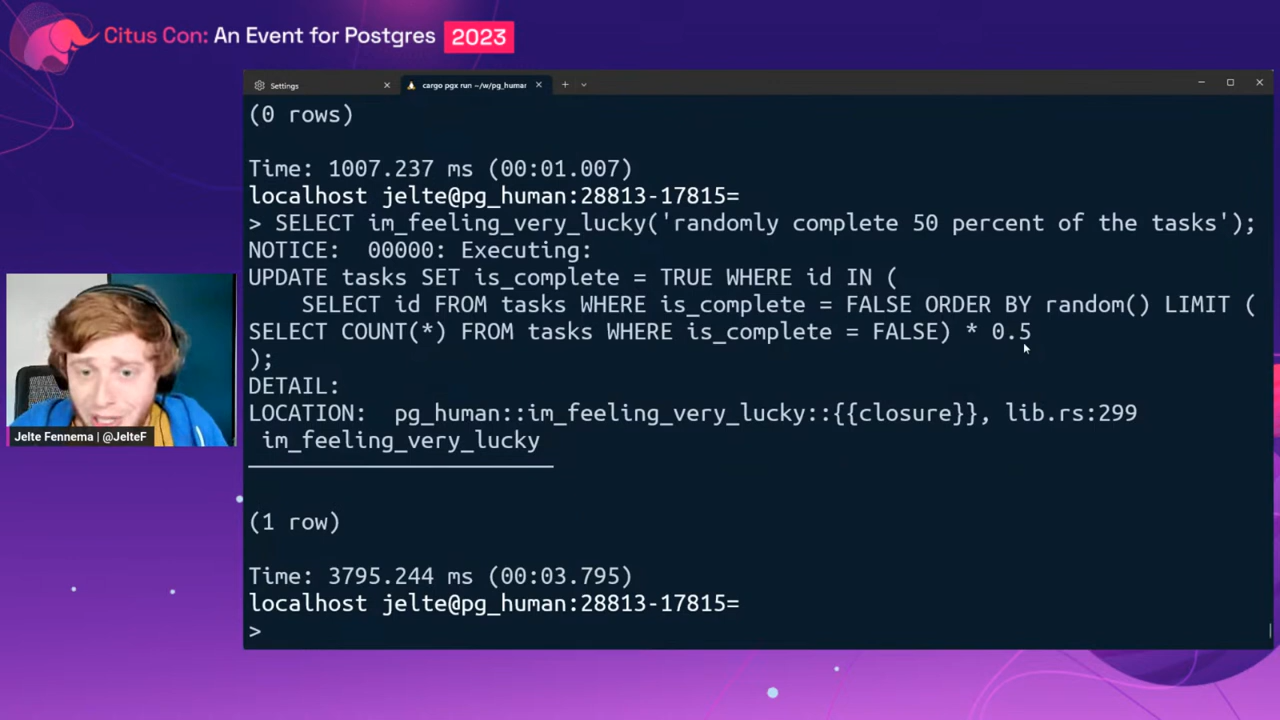 Citus Con: An Event for Postgres 2023
Settings
cargo pgx run ~/w/pg_humar
(0 rows)
Time: 1007.237 ms (00:01.007)
localhost jelte@pg_human:28813-17815=
> SELECT im_feeling_very_lucky('randomly complete 50 percent of the tasks');
NOTICE:  00000: Executing:
UPDATE tasks SET is_complete = TRUE WHERE id IN (
    SELECT id FROM tasks WHERE is_complete = FALSE ORDER BY random() LIMIT (
SELECT COUNT(*) FROM tasks WHERE is_complete = FALSE) * 0.5
);
DETAIL:
LOCATION:  pg_human::im_feeling_very_lucky::{{closure}}, lib.rs:299
im_feeling_very_lucky
(1 row)
Time: 3795.244 ms (00:03.795)
localhost jelte@pg_human:28813-17815=
>
Jelte Fennema | @JelteF